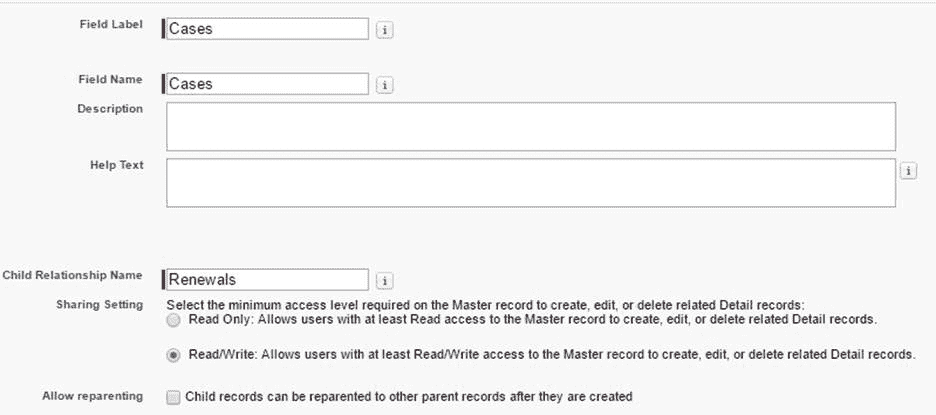 Field Label Cases i
Field Name Cases i
Description
Help Text i
Child Relationship Name Renewals i
Sharing Setting Select the minimum access level required on the Master record to create, edit, or delete related Detail records:
Read Only: Allows users with at least Read access to the Master record to create, edit, or delete related Detail records.
Read/Write: Allows users with at least Read/Write access to the Master record to create, edit, or delete related Detail records.
Allow reparenting Child records can be reparented to other parent records after they are created